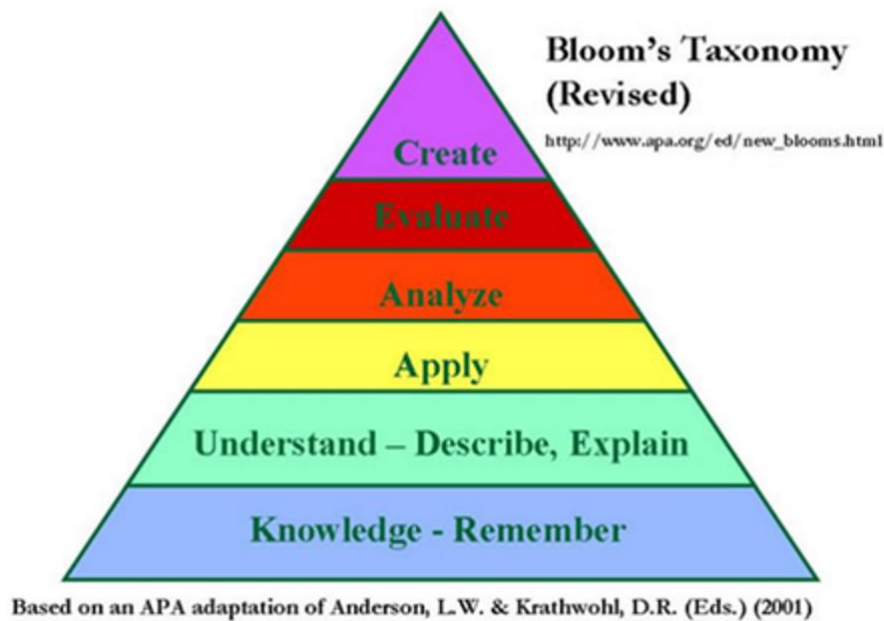 Bloom's Taxonomy
(Revised)
http://www.apa.org/ed/new_blooms.html
Create
Evaluate
Analyze
Apply
Understand – Describe, Explain
Knowledge - Remember
Based on an APA adaptation of Anderson, L.W. & Krathwohl, D.R. (Eds.) (2001)